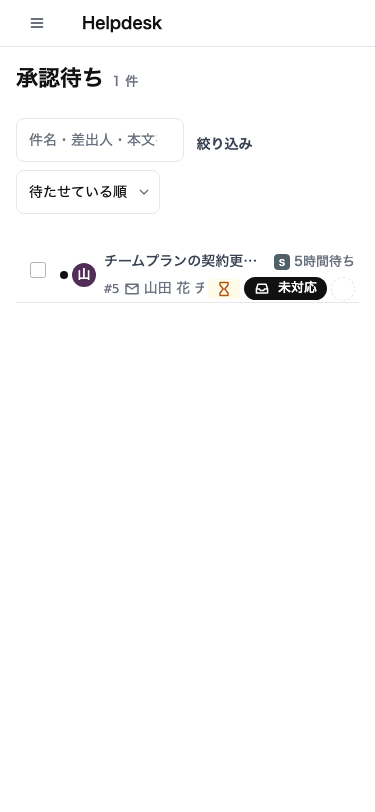 Helpdesk
承認待ち 1 件
件名・差出人・本文
絞り込み
待たせている順
山 チームプランの契約更… S 5時間待ち
#5 山田 花 チ 未対応